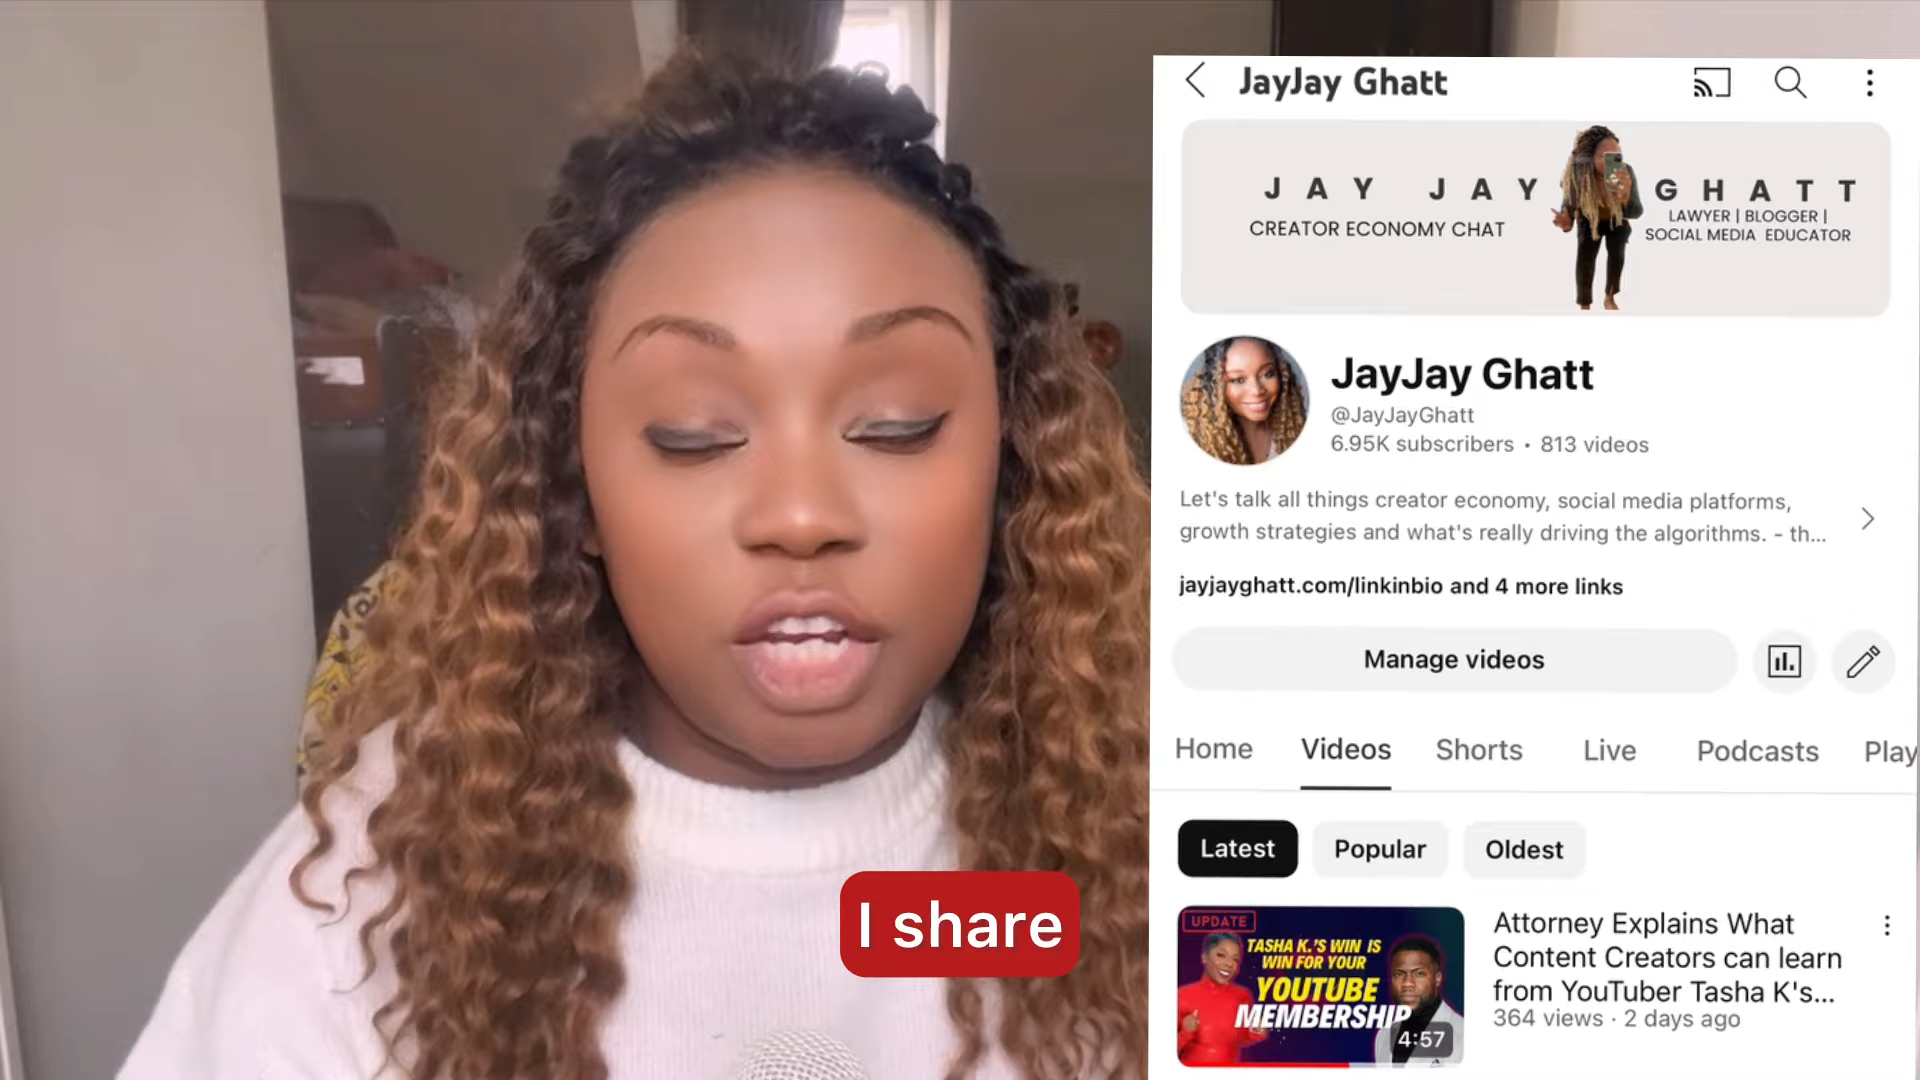 JayJay Ghatt
JAY JAY GHATT
CREATOR ECONOMY CHAT
LAWYER | BLOGGER |
SOCIAL MEDIA EDUCATOR
JayJay Ghatt
@JayJayGhatt
6.95K subscribers • 813 videos
Let's talk all things creator economy, social media platforms,
growth strategies and what's really driving the algorithms. - th...
jayjayghatt.com/linkinbio and 4 more links
Manage videos
Home Videos Shorts Live Podcasts Play
Latest Popular Oldest
UPDATE
TASHA K.'S WIN IS
WIN FOR YOUR
YOUTUBE
MEMBERSHIP
4:57
Attorney Explains What
Content Creators can learn
from YouTuber Tasha K's...
364 views · 2 days ago
I share